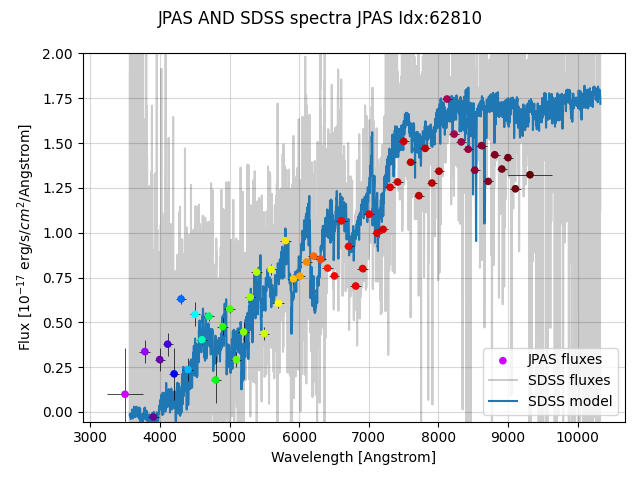 JPAS AND SDSS spectra JPAS Idx:62810
2.00
1.75
1.50
1.25
1.00
0.75
0.50
0.25
0.00
Flux [10⁻¹⁷ erg/s/cm²/Angstrom]
JPAS fluxes
SDSS fluxes
SDSS model
3000 4000 5000 6000 7000 8000 9000 10000
Wavelength [Angstrom]